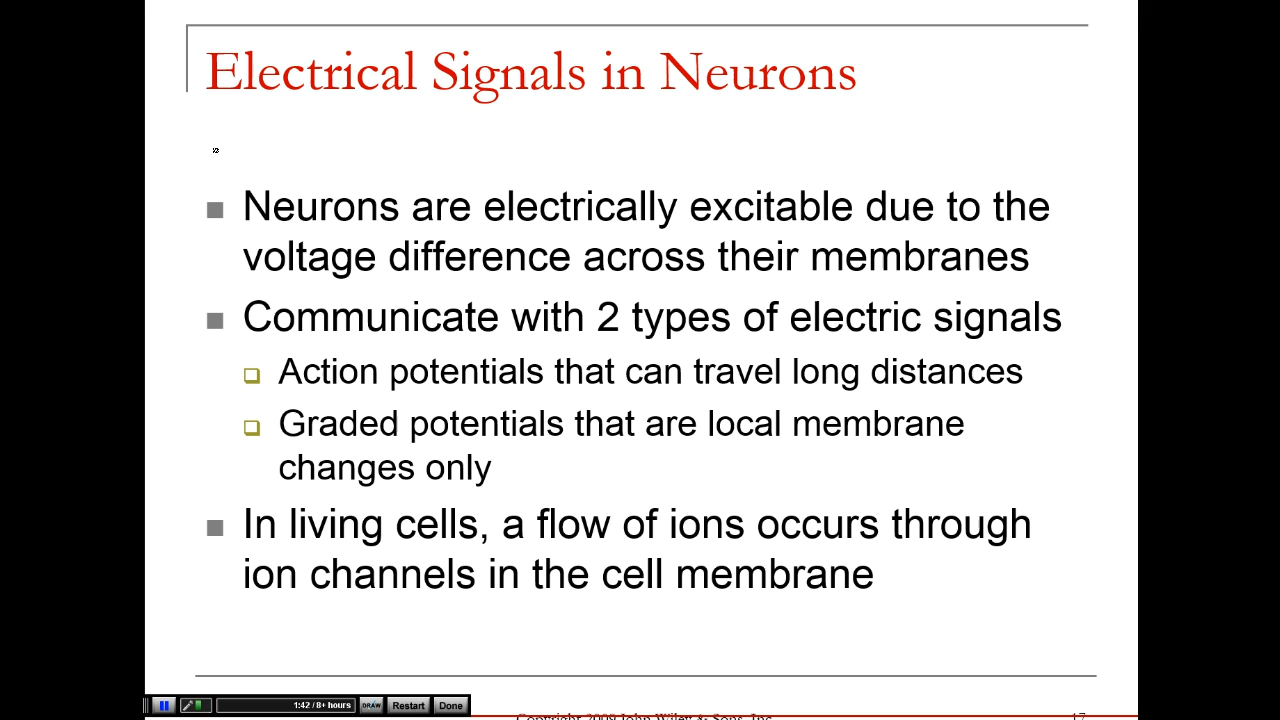 Electrical Signals in Neurons
Neurons are electrically excitable due to the
voltage difference across their membranes
Communicate with 2 types of electric signals
Action potentials that can travel long distances
Graded potentials that are local membrane
changes only
In living cells, a flow of ions occurs through
ion channels in the cell membrane
1:42 / 8+ hours DRAW Restart Done
Copyright 2009 John Wiley & Sons, Inc. 17